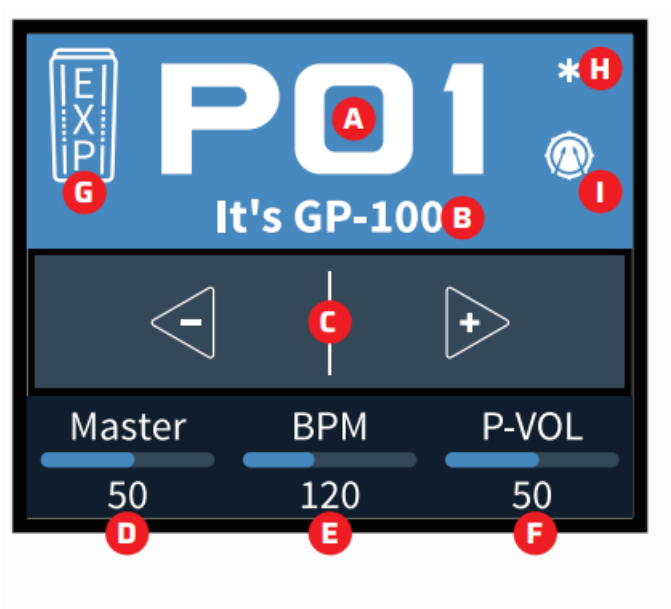 EXP
P01
A
* H
G
I
It's GP-100 B
- C +
Master BPM P-VOL
50 120 50
D E F